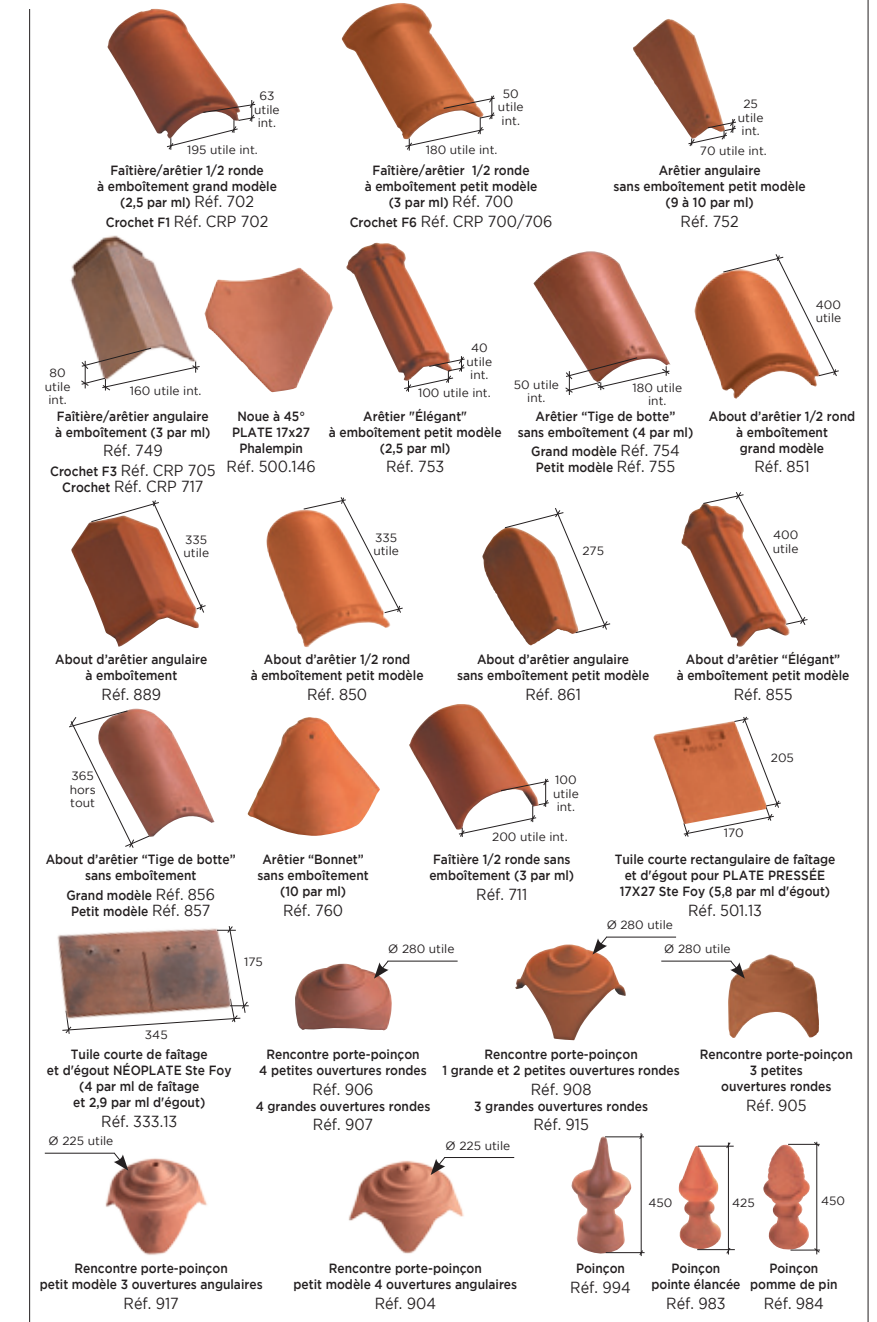 63
utile
int.
195 utile int.
Faîtière/arêtier 1/2 ronde
à emboîtement grand modèle
(2,5 par ml) Réf. 702
Crochet F1 Réf. CRP 702
50
utile
int.
180 utile int.
Faîtière/arêtier 1/2 ronde
à emboîtement petit modèle
(3 par ml) Réf. 700
Crochet F6 Réf. CRP 700/706
25
utile
int.
70 utile int.
Arêtier angulaire
sans emboîtement petit modèle
(9 à 10 par ml)
Réf. 752
80
utile
int.
160 utile int.
Faîtière/arêtier angulaire
à emboîtement (3 par ml)
Réf. 749
Crochet F3 Réf. CRP 705
Crochet Réf. CRP 717
Noue à 45°
PLATE 17x27
Phalempin
Réf. 500.146
40
utile
int.
100 utile int.
Arêtier "Élégant"
à emboîtement petit modèle
(2,5 par ml)
Réf. 753
50 utile
int.
180 utile
int.
Arêtier “Tige de botte”
sans emboîtement (4 par ml)
Grand modèle Réf. 754
Petit modèle Réf. 755
400
utile
About d’arêtier 1/2 rond
à emboîtement
grand modèle
Réf. 851
335
utile
About d’arêtier angulaire
à emboîtement
Réf. 889
335
utile
About d’arêtier 1/2 rond
à emboîtement petit modèle
Réf. 850
275
About d’arêtier angulaire
sans emboîtement petit modèle
Réf. 861
400
utile
About d’arêtier “Élégant”
à emboîtement petit modèle
Réf. 855
365
hors
tout
About d’arêtier “Tige de botte”
sans emboîtement
Grand modèle Réf. 856
Petit modèle Réf. 857
Arêtier “Bonnet”
sans emboîtement
(10 par ml)
Réf. 760
100
utile
int.
200 utile int.
Faîtière 1/2 ronde sans
emboîtement (3 par ml)
Réf. 711
205
170
Tuile courte rectangulaire de faîtage
et d'égout pour PLATE PRESSÉE
17X27 Ste Foy (5,8 par ml d'égout)
Réf. 501.13
175
345
Tuile courte de faîtage
et d'égout NÉOPLATE Ste Foy
(4 par ml de faîtage
et 2,9 par ml d'égout)
Réf. 333.13
Ø 280 utile
Rencontre porte-poinçon
4 petites ouvertures rondes
Réf. 906
4 grandes ouvertures rondes
Réf. 907
Ø 280 utile
Rencontre porte-poinçon
1 grande et 2 petites ouvertures rondes
Réf. 908
3 grandes ouvertures rondes
Réf. 915
Ø 280 utile
Rencontre porte-poinçon
3 petites
ouvertures rondes
Réf. 905
Ø 225 utile
Rencontre porte-poinçon
petit modèle 3 ouvertures angulaires
Réf. 917
Ø 225 utile
Rencontre porte-poinçon
petit modèle 4 ouvertures angulaires
Réf. 904
450
Poinçon
Réf. 994
425
Poinçon
pointe élancée
Réf. 983
450
Poinçon
pomme de pin
Réf. 984